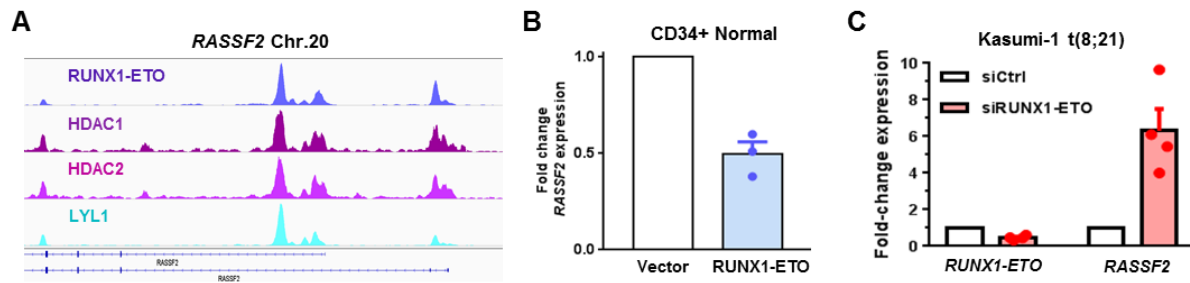 A
RASSF2 Chr.20
RUNX1-ETO
HDAC1
HDAC2
LYL1
RASSF2
RASSF2
B
CD34+ Normal
Fold change
RASSF2 expression
1.0
0.5
0.0
Vector
RUNX1-ETO
C
Kasumi-1 t(8;21)
Fold-change expression
10
8
6
4
2
0
siCtrl
siRUNX1-ETO
RUNX1-ETO
RASSF2